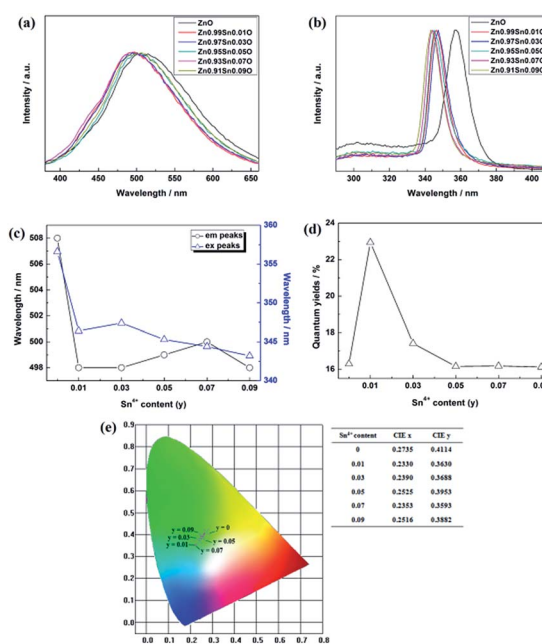 (a)
ZnO
Zn0.99Sn0.01O
Zn0.97Sn0.03O
Zn0.95Sn0.05O
Zn0.93Sn0.07O
Zn0.91Sn0.09O
Intensity / a.u.
400 450 500 550 600 650
Wavelength / nm
(b)
ZnO
Zn0.99Sn0.01O
Zn0.97Sn0.03O
Zn0.95Sn0.05O
Zn0.93Sn0.07O
Zn0.91Sn0.09O
Intensity / a.u.
300 320 340 360 380 400
Wavelength / nm
(c)
em peaks
ex peaks
Wavelength / nm
508
506
504
502
500
498
360
355
350
345
340
Wavelength / nm
0.01 0.03 0.05 0.07 0.09
Sn⁴⁺ content (y)
(d)
Quantum yields / %
24
22
20
18
16
0.01 0.03 0.05 0.07 0.09
Sn⁴⁺ content (y)
(e)
0.9
0.8
0.7
0.6
0.5
0.4
0.3
0.2
0.1
0.0
y = 0.09 y = 0
y = 0.03 y = 0.05
y = 0.01 y = 0.07
0.0 0.1 0.2 0.3 0.4 0.5 0.6 0.7 0.8
Sn⁴⁺ content CIE x CIE y
0 0.2735 0.4114
0.01 0.2330 0.3630
0.03 0.2390 0.3688
0.05 0.2525 0.3953
0.07 0.2353 0.3593
0.09 0.2516 0.3882